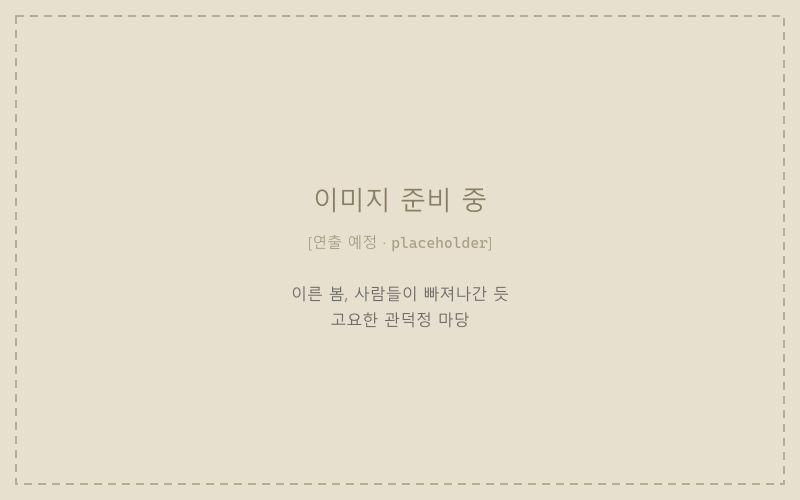 이미지 준비 중
[연출 예정 · placeholder]
이른 봄, 사람들이 빠져나간 듯
고요한 관덕정 마당